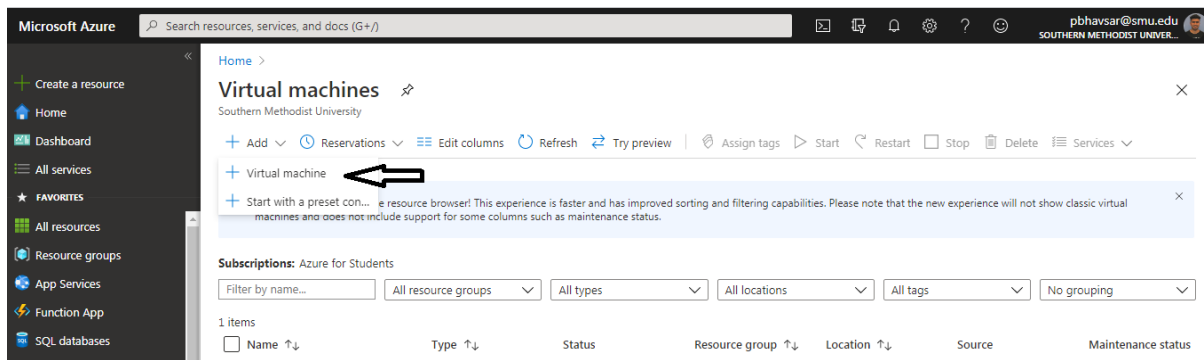 Microsoft Azure
Search resources, services, and docs (G+/)
pbhavsar@smu.edu
SOUTHERN METHODIST UNIVER...
Create a resource
Home
Dashboard
All services
FAVORITES
All resources
Resource groups
App Services
Function App
SQL databases
Home >
Virtual machines
Southern Methodist University
Add Reservations Edit columns Refresh Try preview Assign tags Start Restart Stop Delete Services
Virtual machine
Start with a preset con...
e resource browser! This experience is faster and has improved sorting and filtering capabilities. Please note that the new experience will not show classic virtual
machines and does not include support for some columns such as maintenance status.
Subscriptions: Azure for Students
Filter by name... All resource groups All types All locations All tags No grouping
1 items
Name Type Status Resource group Location Source Maintenance status